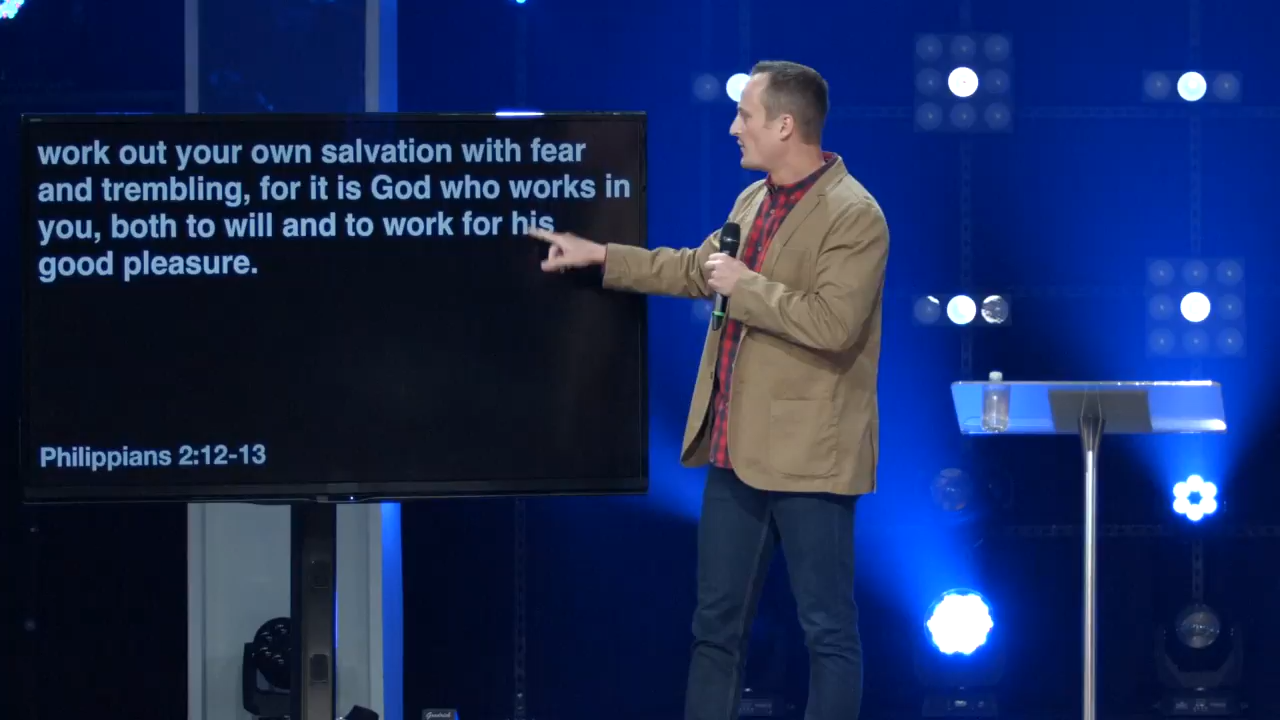 work out your own salvation with fear
and trembling, for it is God who works in
you, both to will and to work for his
good pleasure.
Philippians 2:12-13